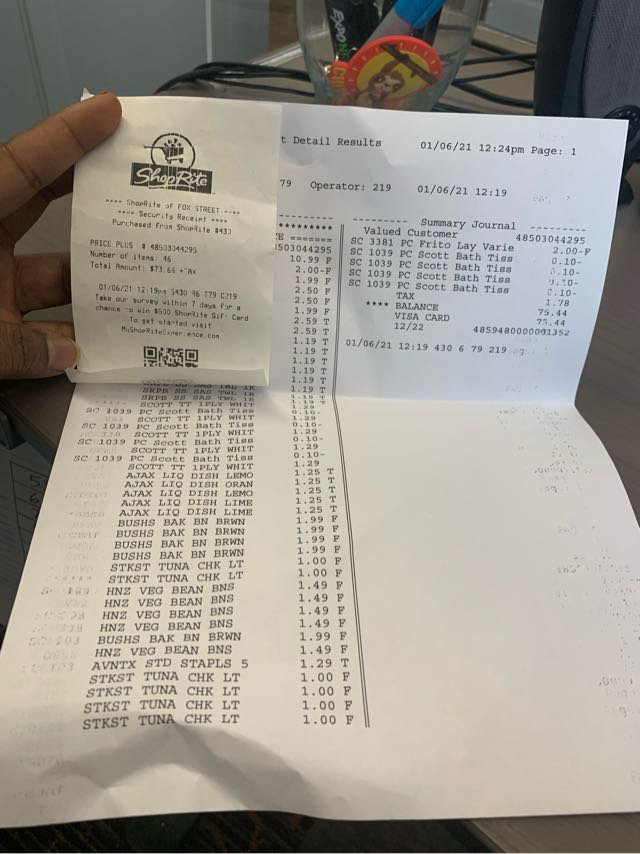 EXPO
ShopRite
**** ShopRite of FOX STREET ****
**** Security Receipt ****
Purchased from ShopRite #430
PRICE PLUS # 48503044295
Number of items: 46
Total Amount: $73.66 +TAX
01/06/21 12:19pm 3430 R6 T79 C219
Take our survey within 7 days for a
chance to win $500 ShopRite Gift Card
To get started visit
MyShopRiteExperience.com
t Detail Results 01/06/21 12:24pm Page: 1
79 Operator: 219 01/06/21 12:19
10.99 F
2.00-F
1.99 F
2.50 F
2.50 F
1.99 F
2.59 T
2.59 T
1.19 T
1.19 T
1.19 T
1.19 T
1.19 T
1.19 T
SRPB SS SAS TWL 1R 1.19 T
SCOTT TT 1PLY WHIT 1.29
SC 1039 PC Scott Bath Tiss 0.10-
SCOTT TT 1PLY WHIT 1.29
SC 1039 PC Scott Bath Tiss 0.10-
SCOTT TT 1PLY WHIT 1.29
SC 1039 PC Scott Bath Tiss 0.10-
SCOTT TT 1PLY WHIT 1.29
SC 1039 PC Scott Bath Tiss 0.10-
SCOTT TT 1PLY WHIT 1.29
AJAX LIQ DISH LEMO 1.25 T
AJAX LIQ DISH ORAN 1.25 T
AJAX LIQ DISH LEMO 1.25 T
AJAX LIQ DISH LIME 1.25 T
AJAX LIQ DISH LIME 1.25 T
BUSHS BAK BN BRWN 1.99 F
BUSHS BAK BN BRWN 1.99 F
BUSHS BAK BN BRWN 1.99 F
BUSHS BAK BN BRWN 1.99 F
STKST TUNA CHK LT 1.00 F
STKST TUNA CHK LT 1.00 F
HNZ VEG BEAN BNS 1.49 F
HNZ VEG BEAN BNS 1.49 F
HNZ VEG BEAN BNS 1.49 F
HNZ VEG BEAN BNS 1.49 F
BUSHS BAK BN BRWN 1.99 F
HNZ VEG BEAN BNS 1.49 F
AVNTX STD STAPLS 5 1.29 T
STKST TUNA CHK LT 1.00 F
STKST TUNA CHK LT 1.00 F
STKST TUNA CHK LT 1.00 F
STKST TUNA CHK LT 1.00 F
Summary Journal
Valued Customer 48503044295
SC 3381 PC Frito Lay Varie 2.00-F
SC 1039 PC Scott Bath Tiss 0.10-
SC 1039 PC Scott Bath Tiss 0.10-
SC 1039 PC Scott Bath Tiss 0.10-
SC 1039 PC Scott Bath Tiss 0.10-
TAX 1.78
**** BALANCE 75.44
VISA CARD 75.44
12/22 4859480000001352
01/06/21 12:19 430 6 79 219